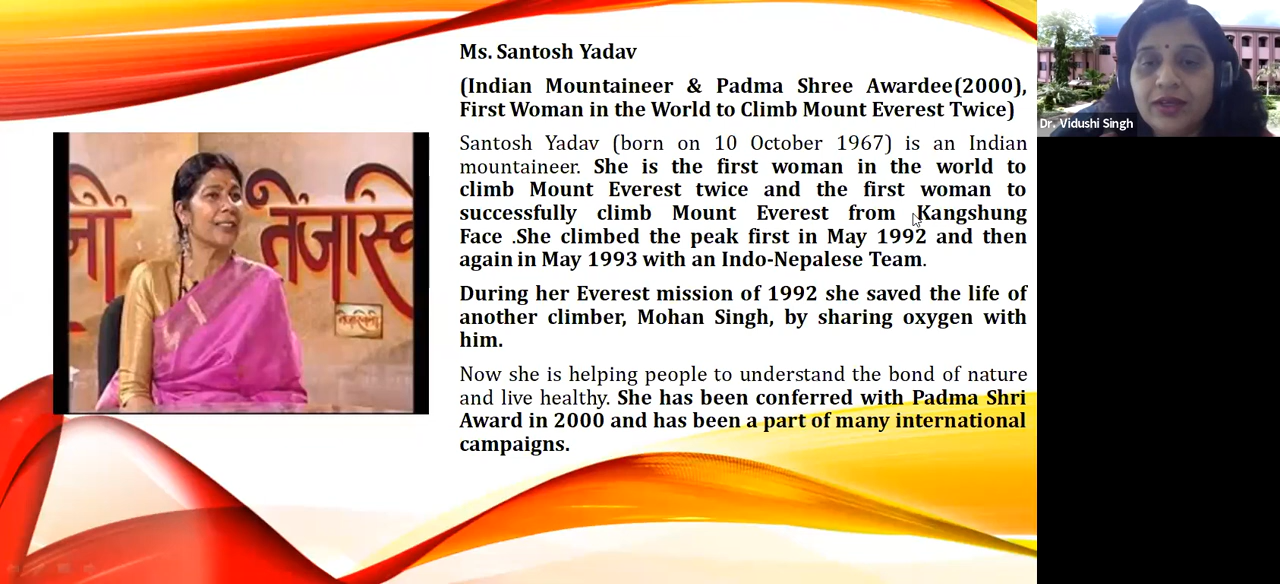 Ms. Santosh Yadav
(Indian Mountaineer & Padma Shree Awardee(2000),
First Woman in the World to Climb Mount Everest Twice)
Santosh Yadav (born on 10 October 1967) is an Indian
mountaineer. She is the first woman in the world to
climb Mount Everest twice and the first woman to
successfully climb Mount Everest from Kangshung
Face .She climbed the peak first in May 1992 and then
again in May 1993 with an Indo-Nepalese Team.
During her Everest mission of 1992 she saved the life of
another climber, Mohan Singh, by sharing oxygen with
him.
Now she is helping people to understand the bond of nature
and live healthy. She has been conferred with Padma Shri
Award in 2000 and has been a part of many international
campaigns.
Dr. Vidushi Singh
नी तेजस्वि
तेजस्विनी